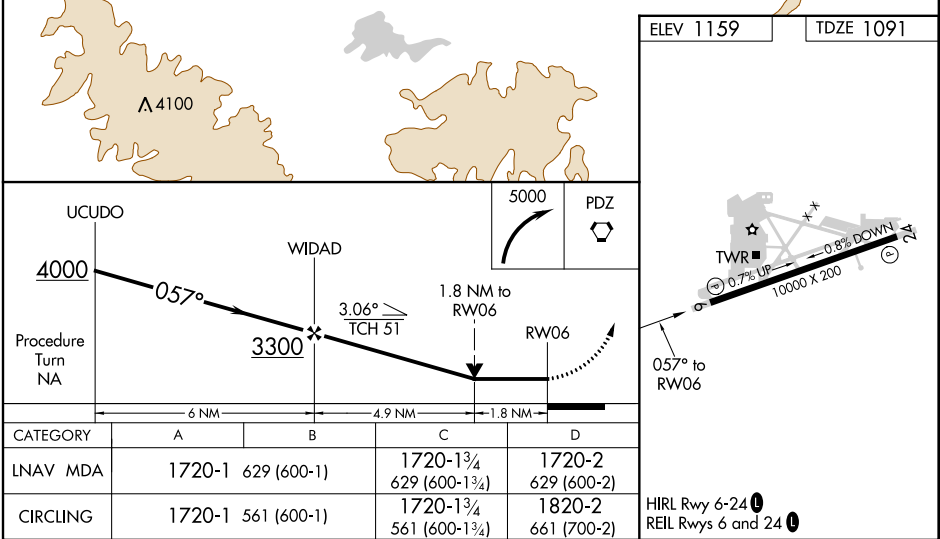 ELEV 1159
TDZE 1091
4100
5000
PDZ
UCUDO
WIDAD
4000
057°
3.06°
TCH 51
1.8 NM to
RW06
RW06
3300
Procedure
Turn
NA
6 NM
4.9 NM
1.8 NM
X X
TWR
P
0.7% UP
0.8% DOWN
P
6
24
10000 X 200
057° to
RW06
CATEGORY A B C D
LNAV MDA 1720-1 629 (600-1) 1720-1¾ 1720-2
629 (600-1¾) 629 (600-2)
CIRCLING 1720-1 561 (600-1) 1720-1¾ 1820-2
561 (600-1¾) 661 (700-2)
HIRL Rwy 6-24 L
REIL Rwys 6 and 24 L